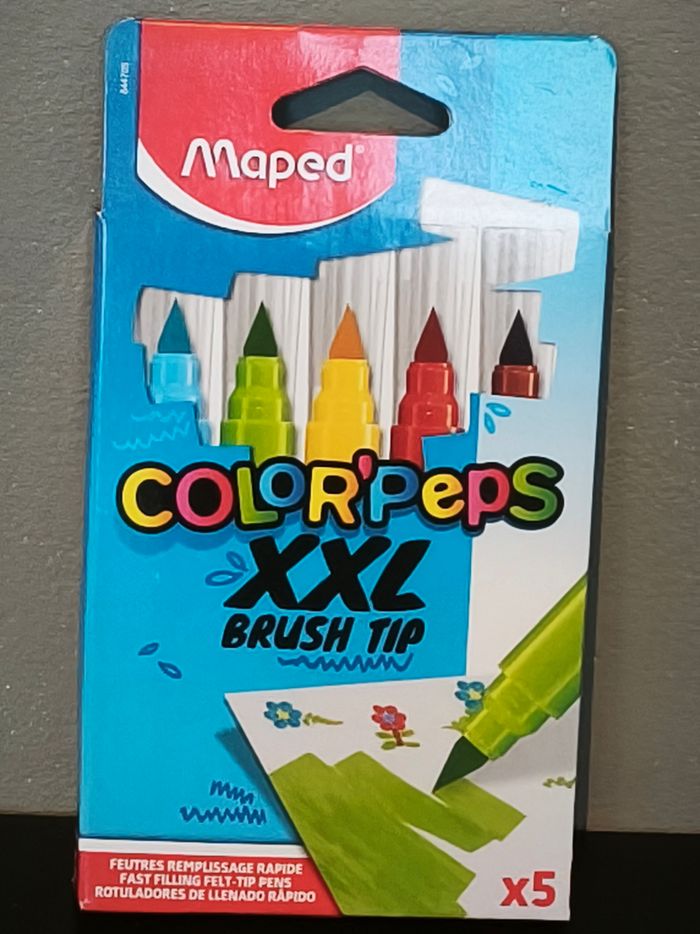 844705
Maped®
COLOR'PEPS
XXL
BRUSH TIP
FEUTRES REMPLISSAGE RAPIDE
FAST FILLING FELT-TIP PENS
ROTULADORES DE LLENADO RÁPIDO
x5